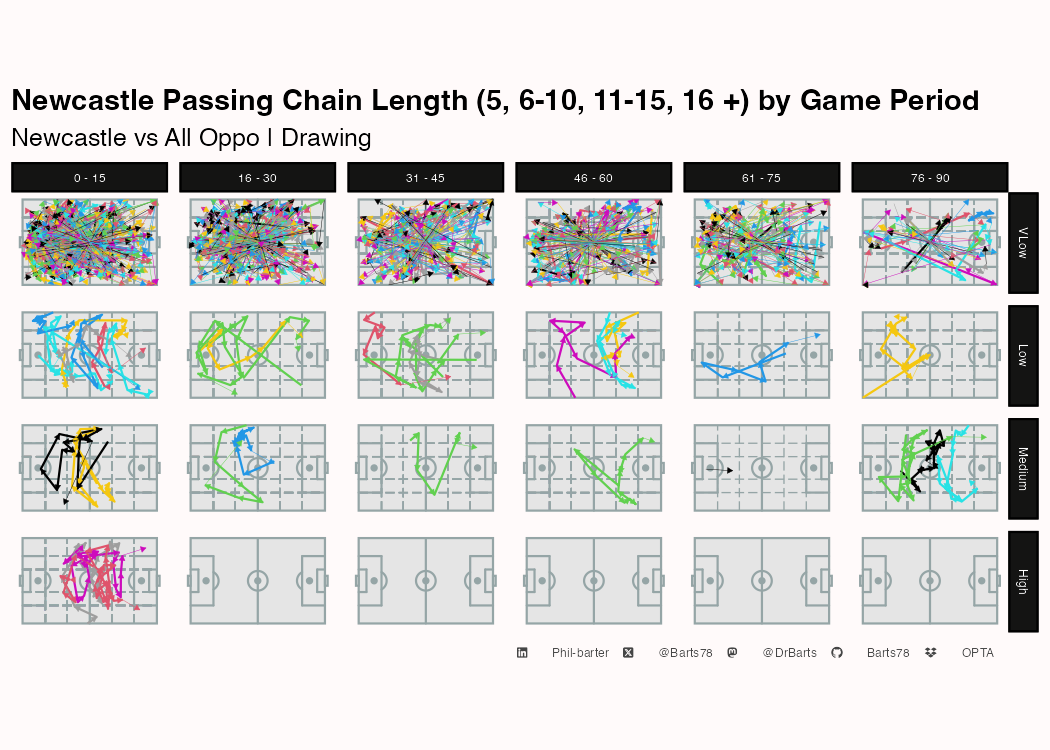 Newcastle Passing Chain Length (5, 6-10, 11-15, 16 +) by Game Period
Newcastle vs All Oppo | Drawing
0 - 15
16 - 30
31 - 45
46 - 60
61 - 75
76 - 90
VLow
Low
Medium
High
Phil-barter @Barts78 @DrBarts Barts78 OPTA